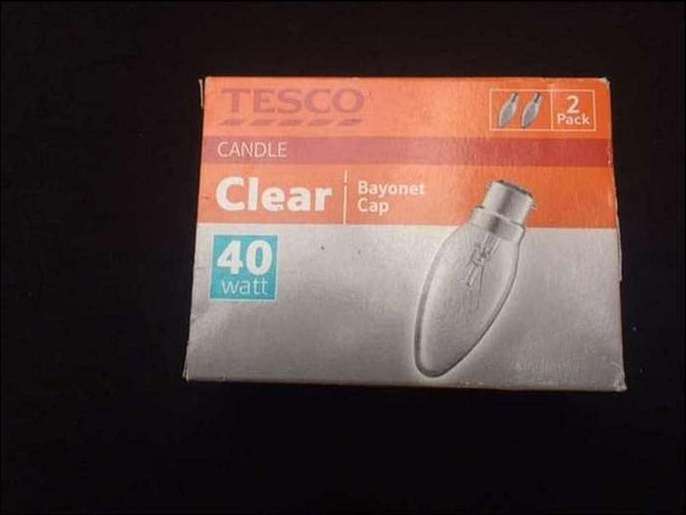 TESCO
2
Pack
CANDLE
Clear
Bayonet
Cap
40
watt